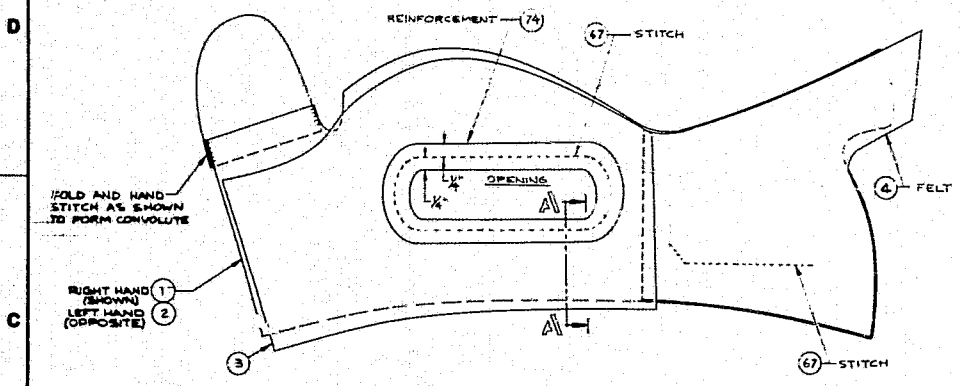 D
REINFORCEMENT 74
67 STITCH
1/4"
OPENING
1/4"
A
FOLD AND HAND
STITCH AS SHOWN
TO FORM CONVOLUTE
4 FELT
RIGHT HAND 1
(SHOWN)
LEFT HAND 2
(OPPOSITE)
C
A
3
67 STITCH